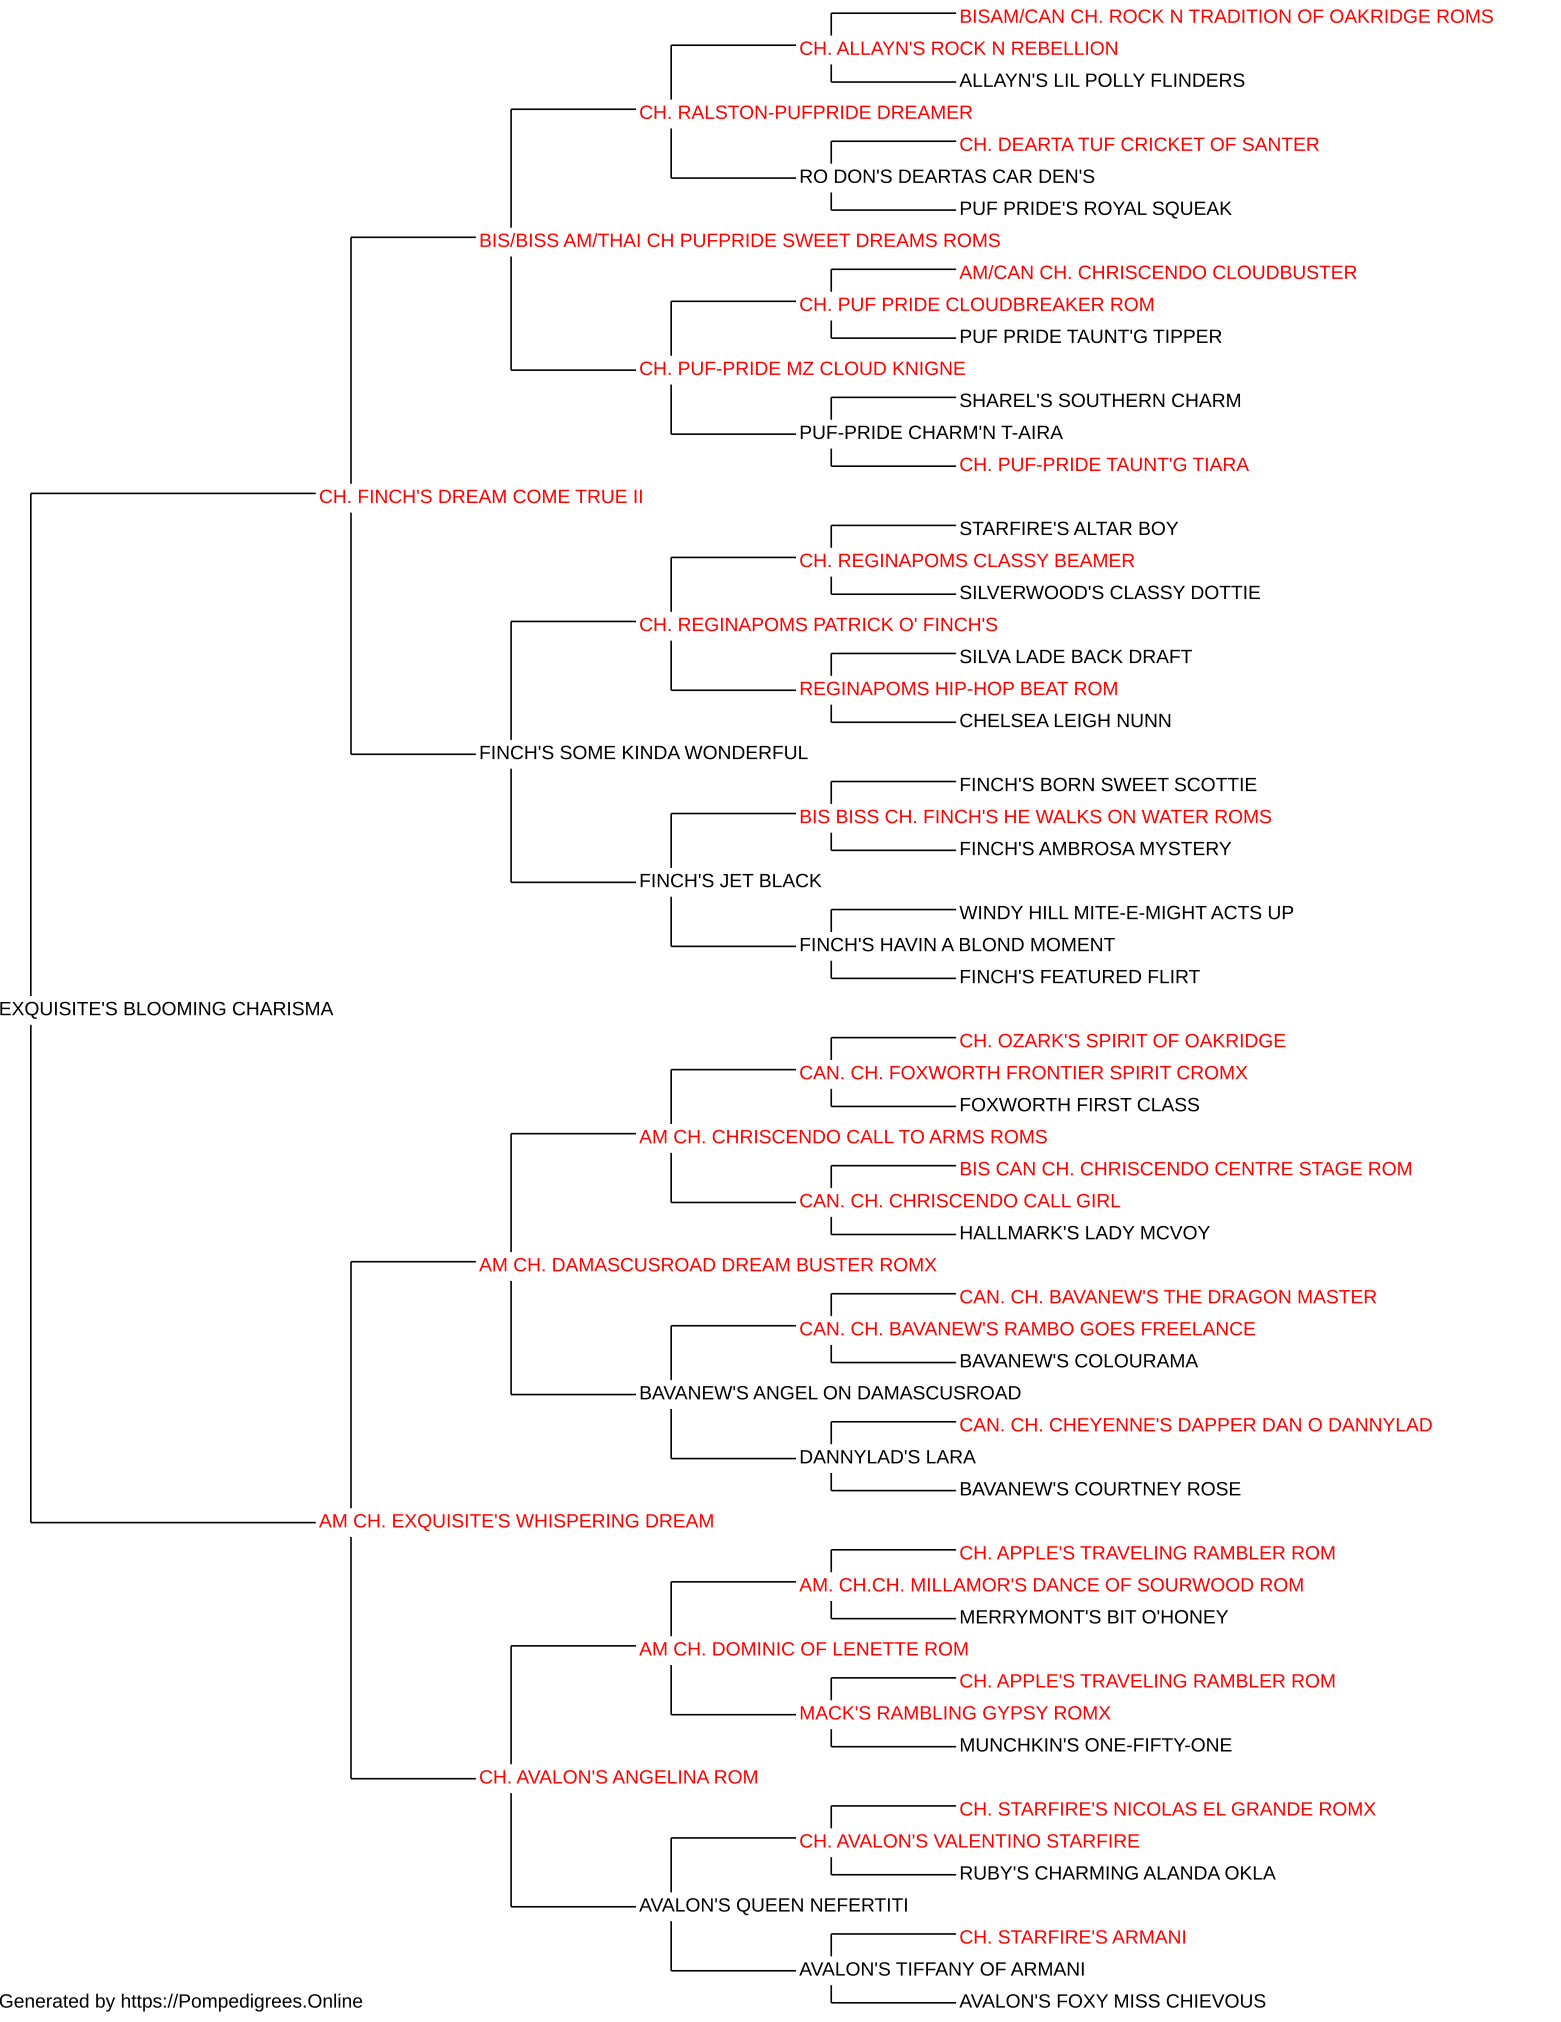 BISAM/CAN CH. ROCK N TRADITION OF OAKRIDGE ROMS
CH. ALLAYN'S ROCK N REBELLION
ALLAYN'S LIL POLLY FLINDERS
CH. RALSTON-PUFPRIDE DREAMER
CH. DEARTA TUF CRICKET OF SANTER
RO DON'S DEARTAS CAR DEN'S
PUF PRIDE'S ROYAL SQUEAK
BIS/BISS AM/THAI CH PUFPRIDE SWEET DREAMS ROMS
AM/CAN CH. CHRISCENDO CLOUDBUSTER
CH. PUF PRIDE CLOUDBREAKER ROM
PUF PRIDE TAUNT'G TIPPER
CH. PUF-PRIDE MZ CLOUD KNIGNE
SHAREL'S SOUTHERN CHARM
PUF-PRIDE CHARM'N T-AIRA
CH. PUF-PRIDE TAUNT'G TIARA
CH. FINCH'S DREAM COME TRUE II
STARFIRE'S ALTAR BOY
CH. REGINAPOMS CLASSY BEAMER
SILVERWOOD'S CLASSY DOTTIE
CH. REGINAPOMS PATRICK O' FINCH'S
SILVA LADE BACK DRAFT
REGINAPOMS HIP-HOP BEAT ROM
CHELSEA LEIGH NUNN
FINCH'S SOME KINDA WONDERFUL
FINCH'S BORN SWEET SCOTTIE
BIS BISS CH. FINCH'S HE WALKS ON WATER ROMS
FINCH'S AMBROSA MYSTERY
FINCH'S JET BLACK
WINDY HILL MITE-E-MIGHT ACTS UP
FINCH'S HAVIN A BLOND MOMENT
FINCH'S FEATURED FLIRT
EXQUISITE'S BLOOMING CHARISMA
CH. OZARK'S SPIRIT OF OAKRIDGE
CAN. CH. FOXWORTH FRONTIER SPIRIT CROMX
FOXWORTH FIRST CLASS
AM CH. CHRISCENDO CALL TO ARMS ROMS
BIS CAN CH. CHRISCENDO CENTRE STAGE ROM
CAN. CH. CHRISCENDO CALL GIRL
HALLMARK'S LADY MCVOY
AM CH. DAMASCUSROAD DREAM BUSTER ROMX
CAN. CH. BAVANEW'S THE DRAGON MASTER
CAN. CH. BAVANEW'S RAMBO GOES FREELANCE
BAVANEW'S COLOURAMA
BAVANEW'S ANGEL ON DAMASCUSROAD
CAN. CH. CHEYENNE'S DAPPER DAN O DANNYLAD
DANNYLAD'S LARA
BAVANEW'S COURTNEY ROSE
AM CH. EXQUISITE'S WHISPERING DREAM
CH. APPLE'S TRAVELING RAMBLER ROM
AM. CH.CH. MILLAMOR'S DANCE OF SOURWOOD ROM
MERRYMONT'S BIT O'HONEY
AM CH. DOMINIC OF LENETTE ROM
CH. APPLE'S TRAVELING RAMBLER ROM
MACK'S RAMBLING GYPSY ROMX
MUNCHKIN'S ONE-FIFTY-ONE
CH. AVALON'S ANGELINA ROM
CH. STARFIRE'S NICOLAS EL GRANDE ROMX
CH. AVALON'S VALENTINO STARFIRE
RUBY'S CHARMING ALANDA OKLA
AVALON'S QUEEN NEFERTITI
CH. STARFIRE'S ARMANI
AVALON'S TIFFANY OF ARMANI
AVALON'S FOXY MISS CHIEVOUS
Generated by https://Pompedigrees.Online